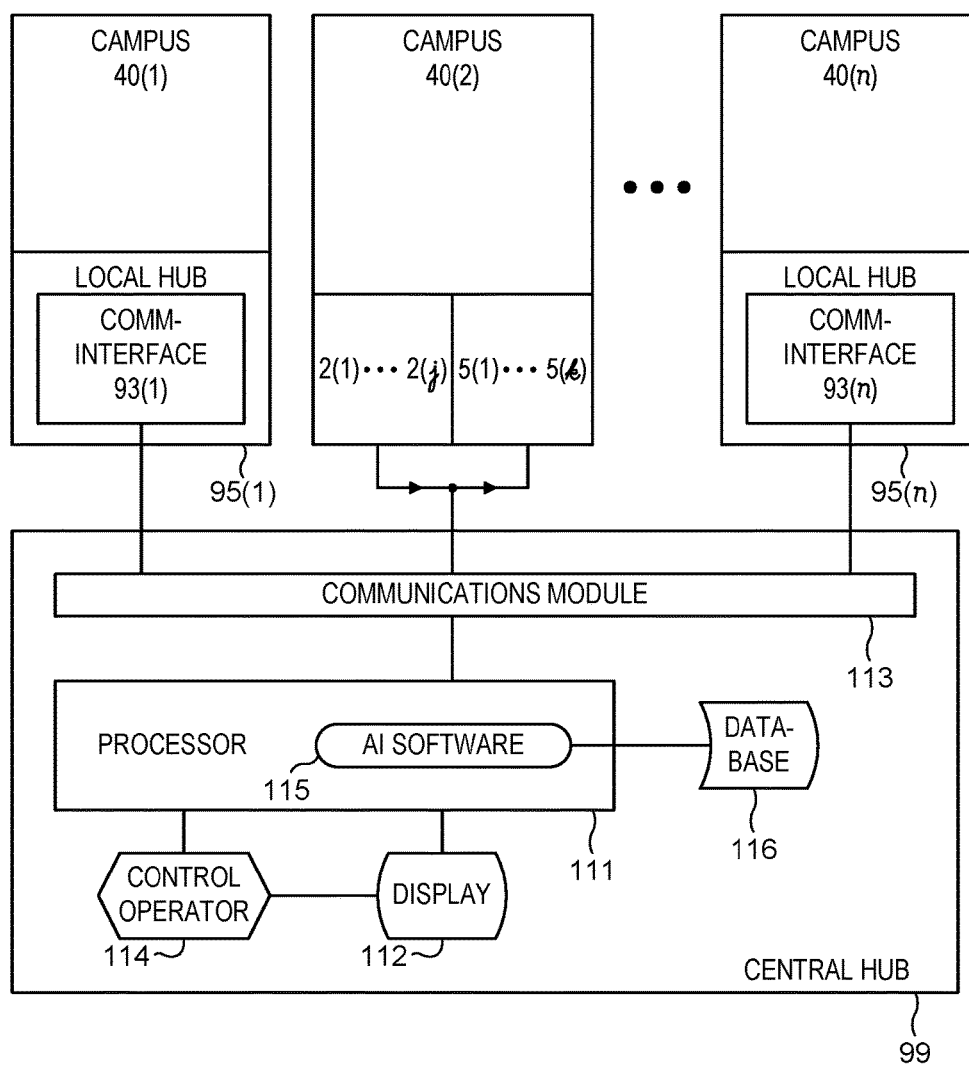 CAMPUS
40(1)
CAMPUS
40(2)
CAMPUS
40(n)
LOCAL HUB
COMM-
INTERFACE
93(1)
2(1) ••• 2(j)
5(1) ••• 5(k)
LOCAL HUB
COMM-
INTERFACE
93(n)
95(1)
95(n)
COMMUNICATIONS MODULE
113
PROCESSOR
AI SOFTWARE
115
DATA-
BASE
116
111
CONTROL
OPERATOR
114
DISPLAY
112
CENTRAL HUB
99